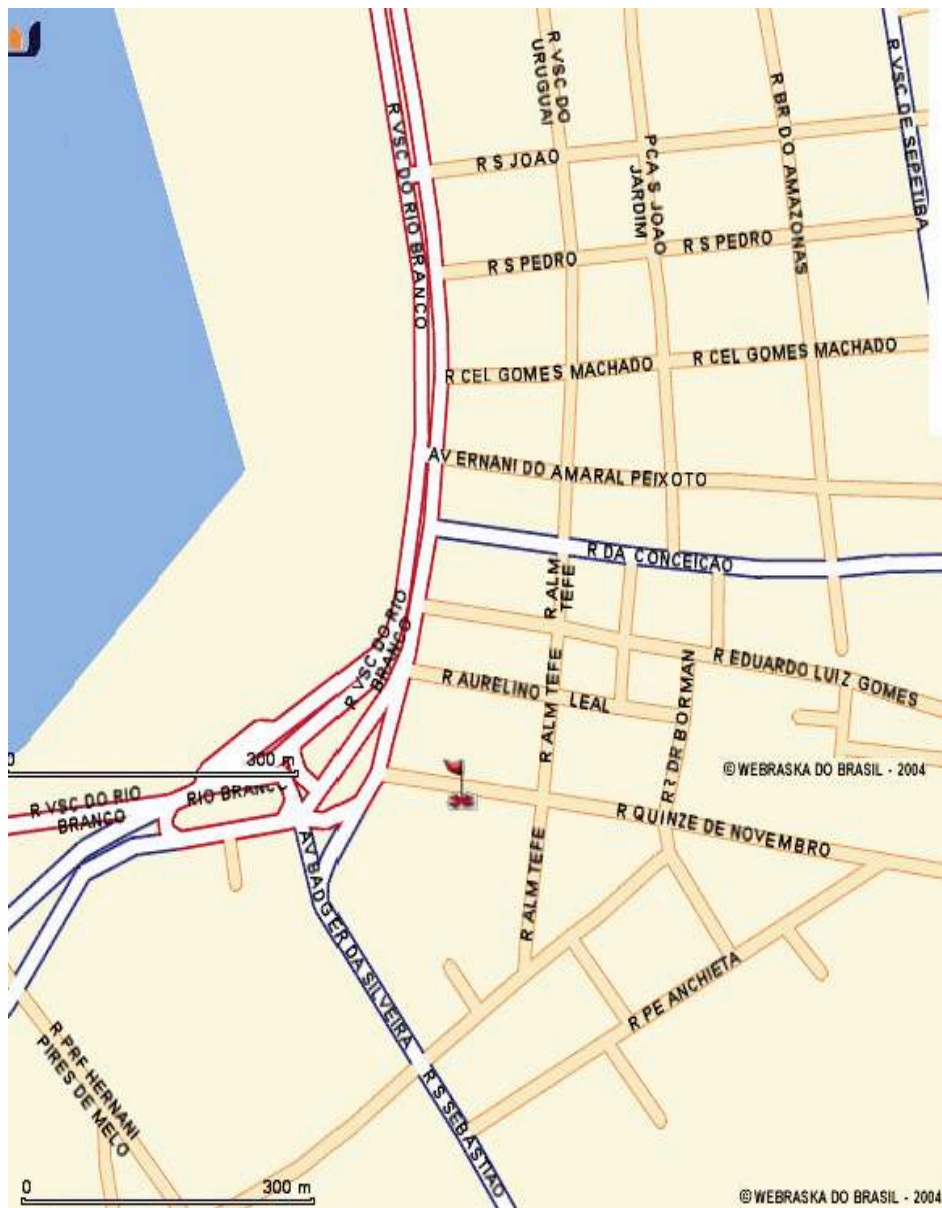 R VSC DO
URUGUAI
R VSC DE SEPETIBA
R BR DO AMAZONAS
R VSC DO RIO BRANCO
PCA S JOAO
JARDIM
R S JOAO
R S PEDRO
R S PEDRO
R CEL GOMES MACHADO
R CEL GOMES MACHADO
AV ERNANI DO AMARAL PEIXOTO
R DA CONCEICAO
R ALM
TEFE
R VSC DO RIO
BRANCO
R EDUARDO LUIZ GOMES
R AURELINO LEAL
R ALM TEFE
R DR BORMAN
0 300 m
© WEBRASKA DO BRASIL - 2004
R VSC DO RIO
BRANCO
RIO BRANC
R QUINZE DE NOVEMBRO
R ALM TEFE
AV BADGER DA SILVEIRA
R PE ANCHIETA
R PRF HERNANI
PIRES DE MELO
R S SEBASTIAO
0 300 m
© WEBRASKA DO BRASIL - 2004